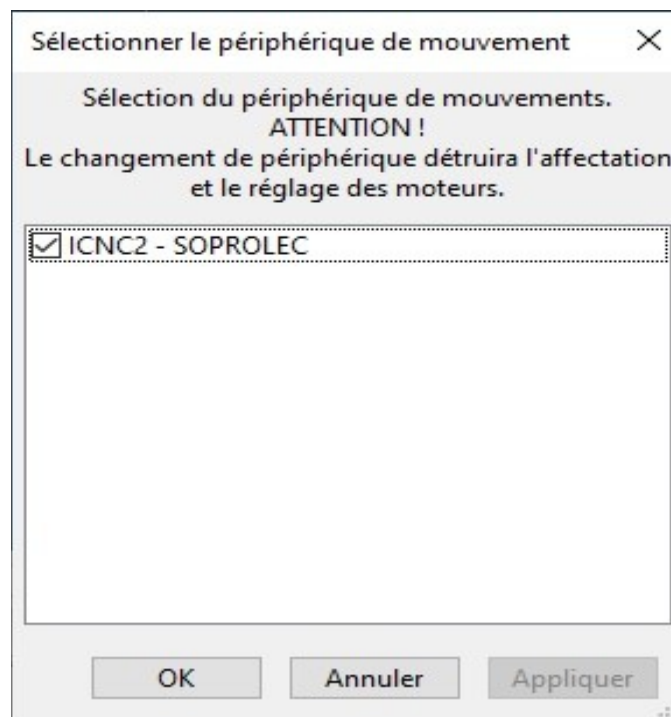 Sélectionner le périphérique de mouvement
Sélection du périphérique de mouvements.
ATTENTION !
Le changement de périphérique détruira l'affectation
et le réglage des moteurs.
ICNC2 - SOPROLEC
OK
Annuler
Appliquer